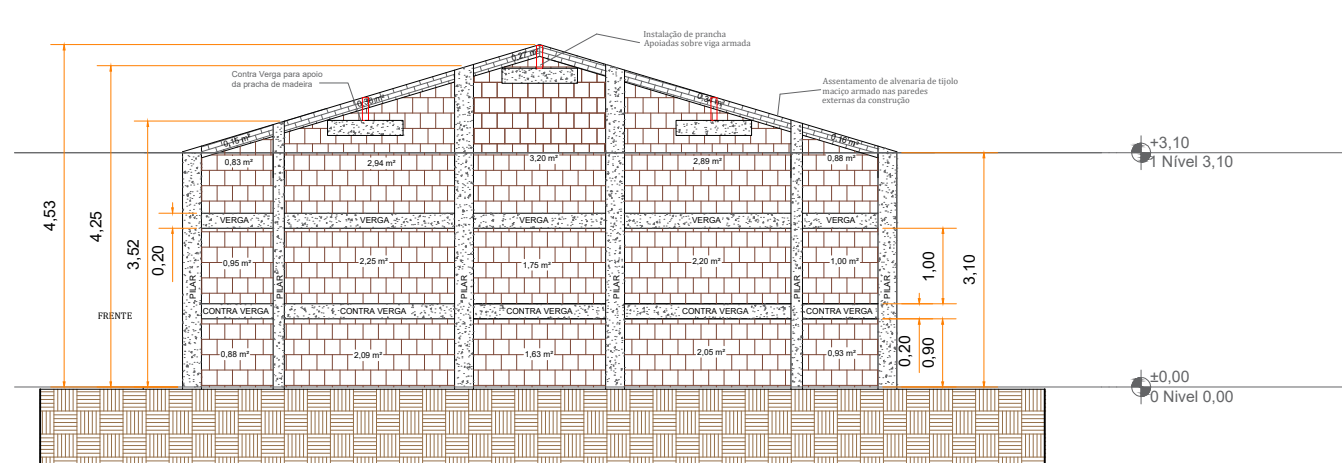 Instalação de prancha
Apoiadas sobre viga armada
Contra Verga para apoio
da pracha de madeira
Assentamento de alvenaria de tijolo
maciço armado nas paredes
externas da construção
0,27 m²
0,34 m²
0,16 m²
0,16 m²
0,83 m²
2,94 m²
3,20 m²
2,89 m²
0,88 m²
+3,10
1 Nível 3,10
VERGA
VERGA
VERGA
VERGA
VERGA
4,53
4,25
3,52
0,20
0,95 m²
2,25 m²
1,75 m²
2,20 m²
1,00 m²
1,00
3,10
PILAR
PILAR
PILAR
PILAR
FRENTE
CONTRA VERGA
CONTRA VERGA
CONTRA VERGA
CONTRA VERGA
CONTRA VERGA
0,20
0,90
0,88 m²
2,09 m²
1,63 m²
2,05 m²
0,93 m²
±0,00
0 Nivel 0,00